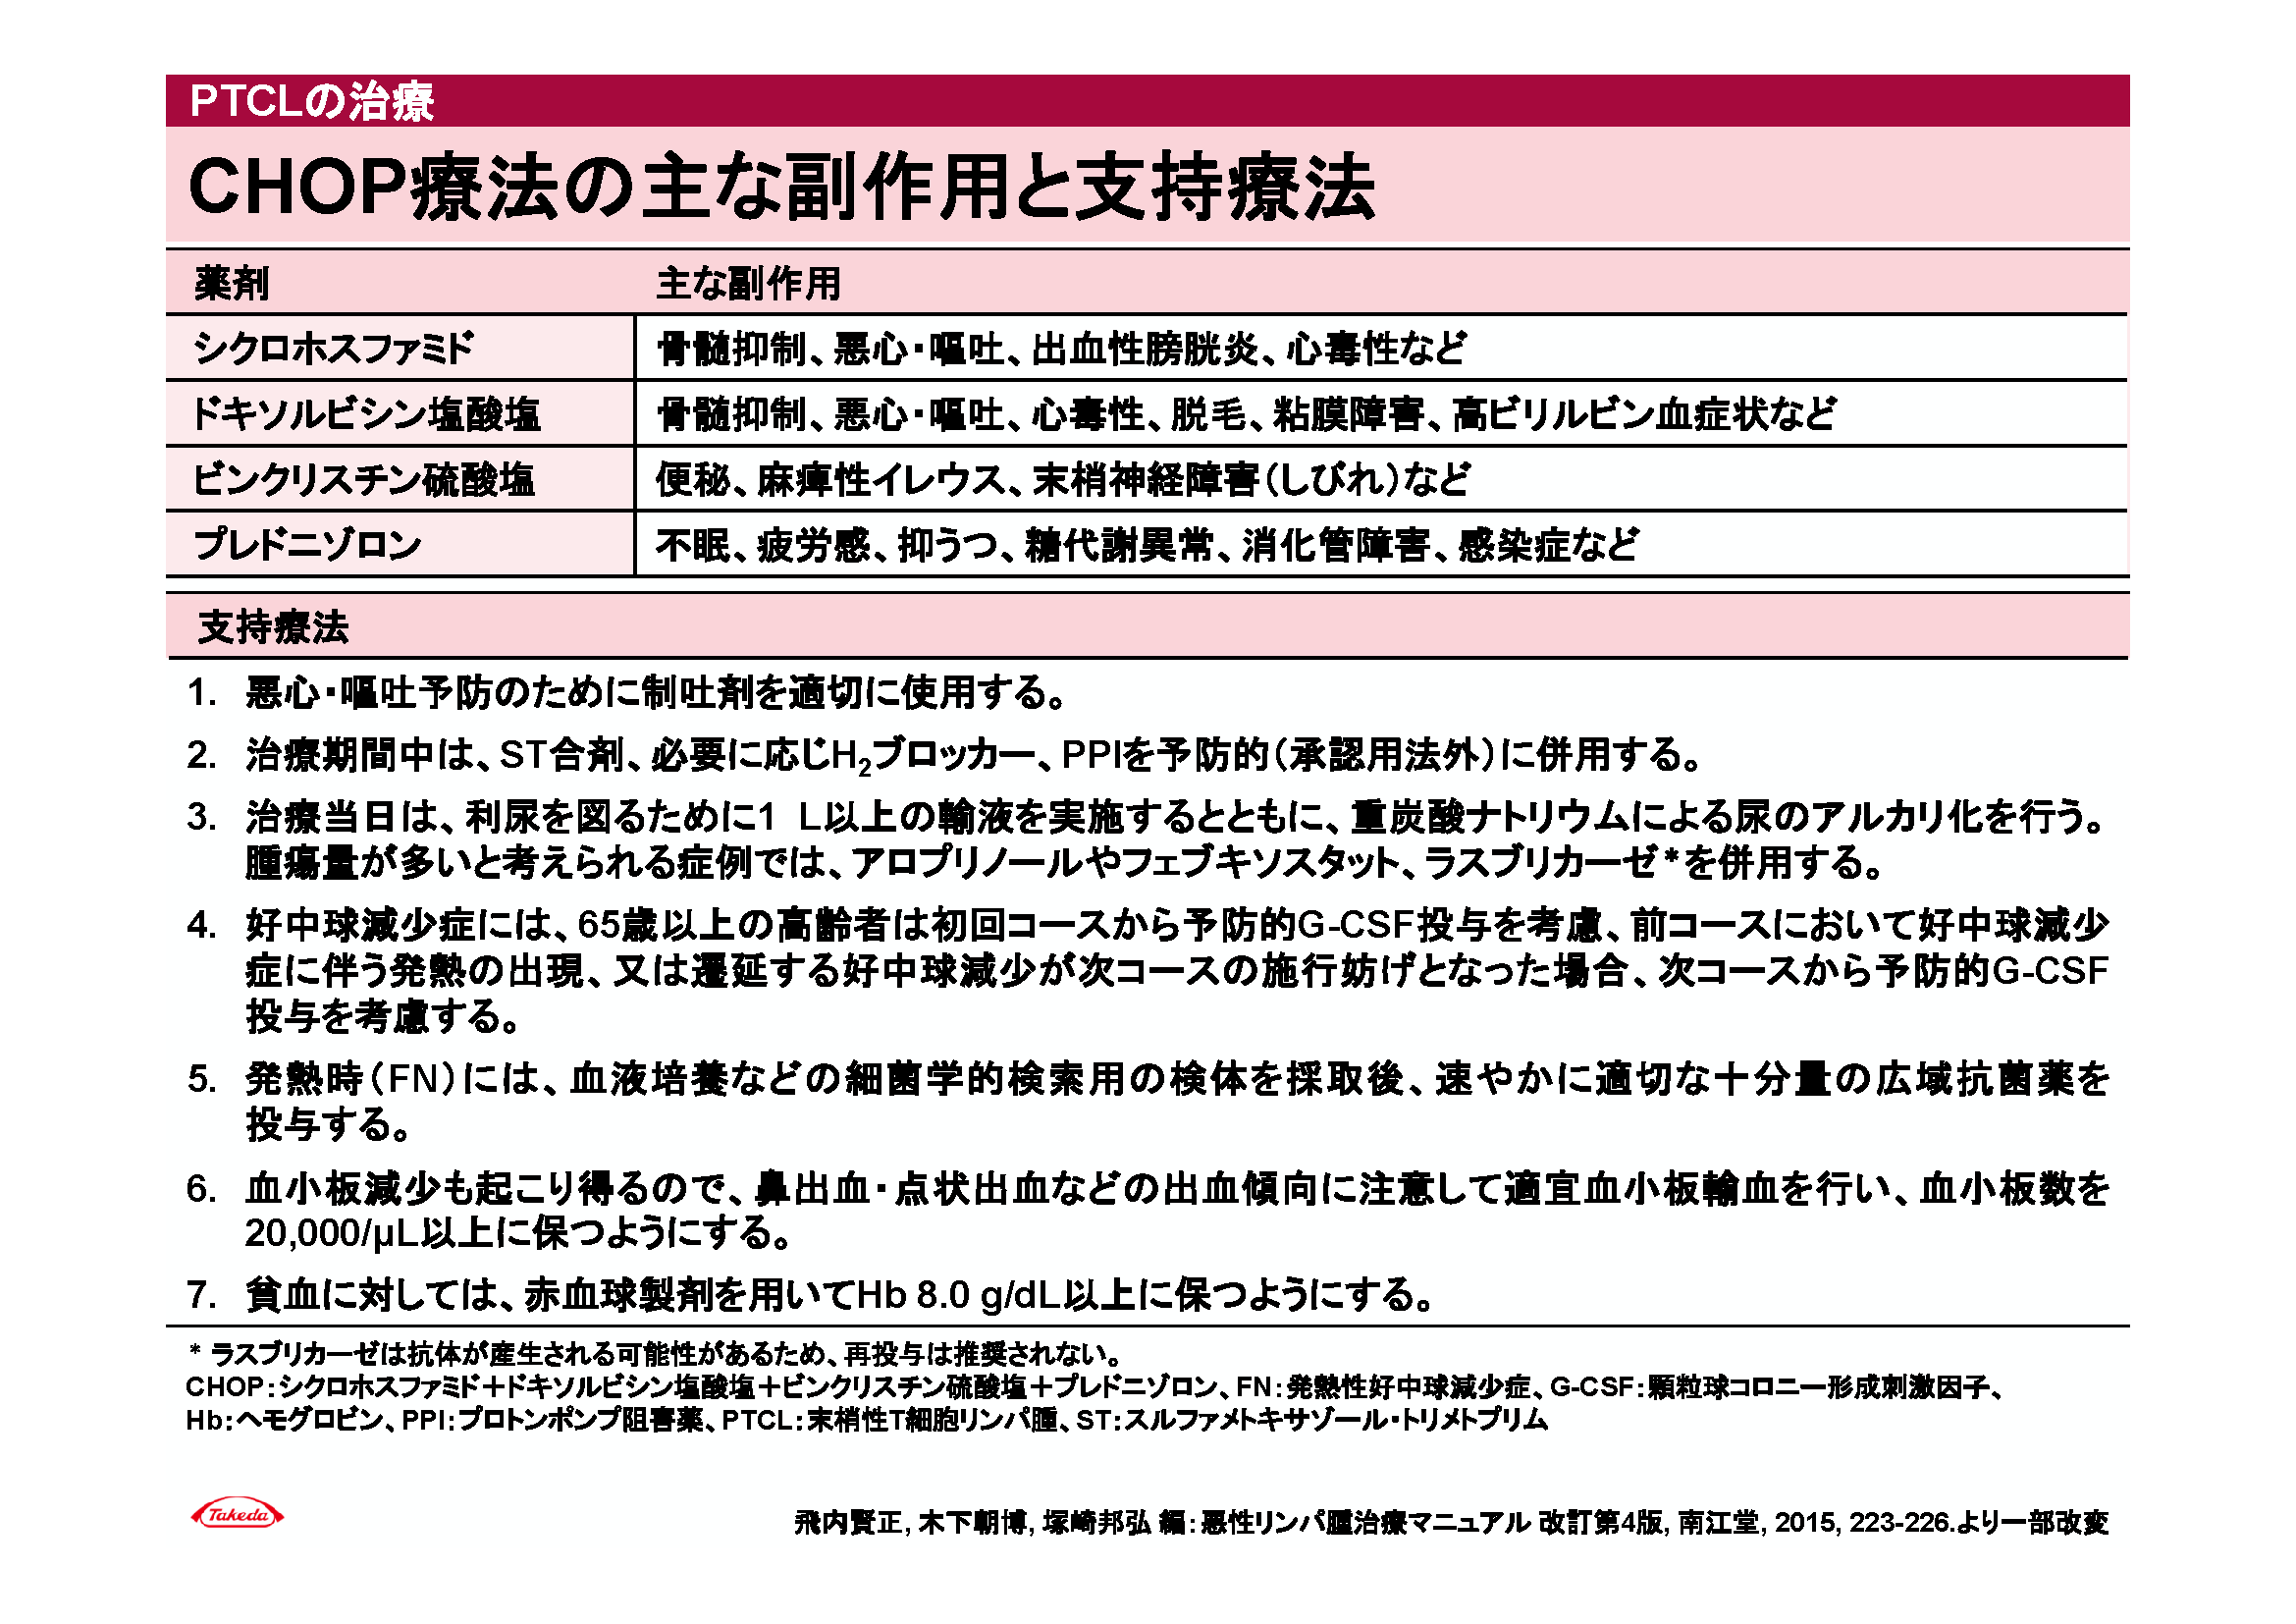 PTCLの治療
CHOP療法の主な副作用と支持療法
薬剤 主な副作用
シクロホスファミド 骨髄抑制、悪心・嘔吐、出血性膀胱炎、心毒性など
ドキソルビシン塩酸塩 骨髄抑制、悪心・嘔吐、心毒性、脱毛、粘膜障害、高ビリルビン血症状など
ビンクリスチン硫酸塩 便秘、麻痺性イレウス、末梢神経障害（しびれ）など
プレドニゾロン 不眠、疲労感、抑うつ、糖代謝異常、消化管障害、感染症など
支持療法
1. 悪心・嘔吐予防のために制吐剤を適切に使用する。
2. 治療期間中は、ST合剤、必要に応じH2ブロッカー、PPIを予防的（承認用法外）に併用する。
3. 治療当日は、利尿を図るために1 L以上の輸液を実施するとともに、重炭酸ナトリウムによる尿のアルカリ化を行う。
腫瘍量が多いと考えられる症例では、アロプリノールやフェブキソスタット、ラスブリカーゼ*を併用する。
4. 好中球減少症には、65歳以上の高齢者は初回コースから予防的G-CSF投与を考慮、前コースにおいて好中球減少
症に伴う発熱の出現、又は遷延する好中球減少が次コースの施行妨げとなった場合、次コースから予防的G-CSF
投与を考慮する。
5. 発熱時（FN）には、血液培養などの細菌学的検索用の検体を採取後、速やかに適切な十分量の広域抗菌薬を
投与する。
6. 血小板減少も起こり得るので、鼻出血・点状出血などの出血傾向に注意して適宜血小板輸血を行い、血小板数を
20,000/μL以上に保つようにする。
7. 貧血に対しては、赤血球製剤を用いてHb 8.0 g/dL以上に保つようにする。
* ラスブリカーゼは抗体が産生される可能性があるため、再投与は推奨されない。
CHOP：シクロホスファミド＋ドキソルビシン塩酸塩＋ビンクリスチン硫酸塩＋プレドニゾロン、FN：発熱性好中球減少症、G-CSF：顆粒球コロニー形成刺激因子、
Hb：ヘモグロビン、PPI：プロトンポンプ阻害薬、PTCL：末梢性T細胞リンパ腫、ST：スルファメトキサゾール・トリメトプリム
Takeda
飛内賢正, 木下朝博, 塚崎邦弘 編：悪性リンパ腫治療マニュアル 改訂第4版, 南江堂, 2015, 223-226.より一部改変